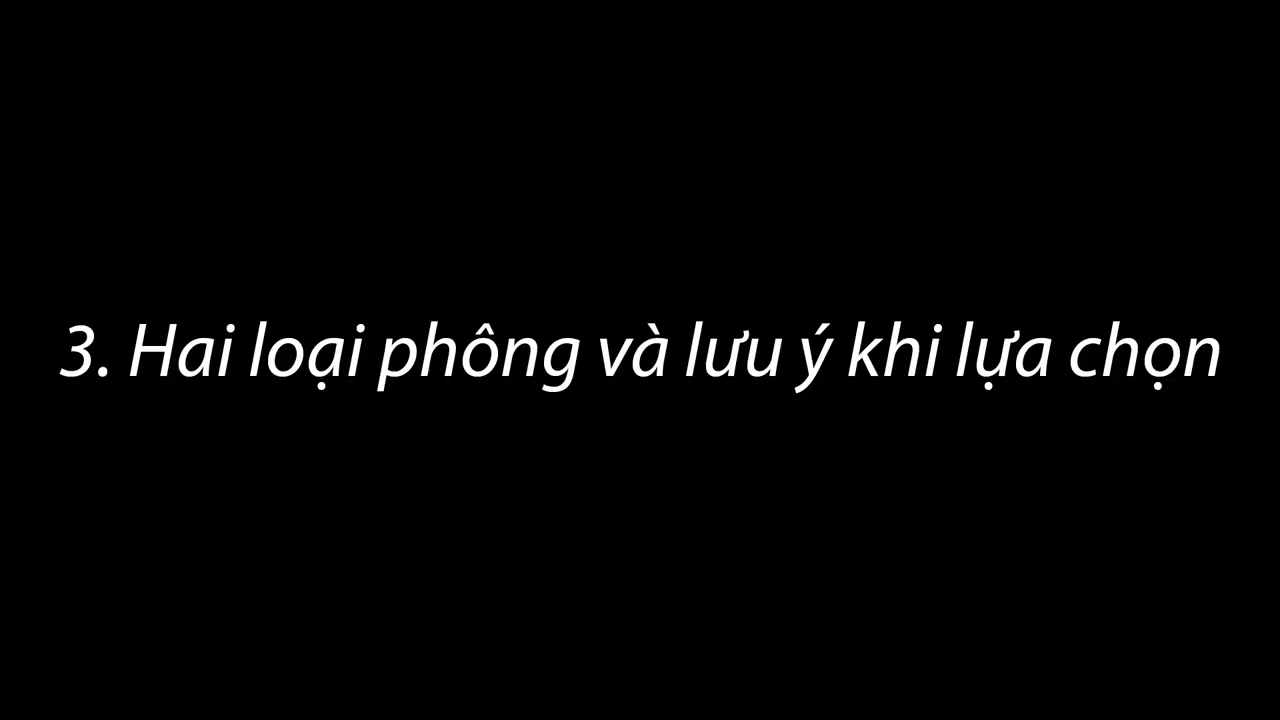 3. Hai loại phông và lưu ý khi lựa chọn